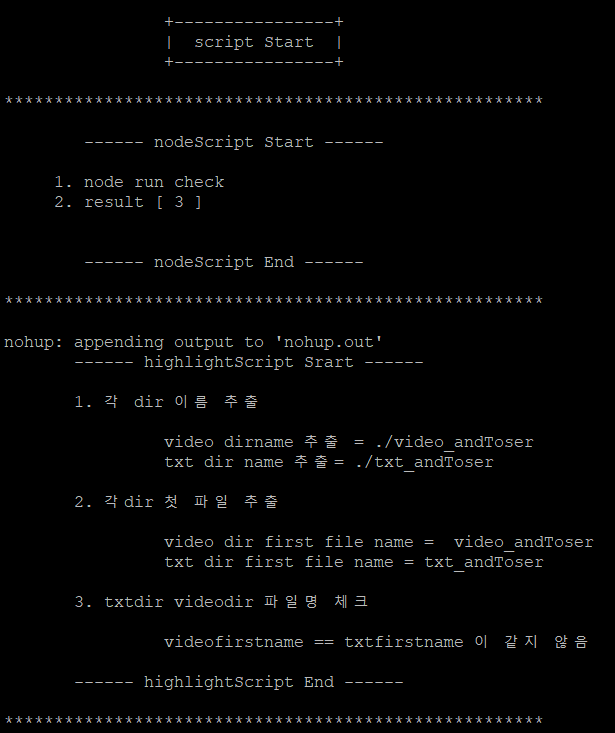 +----------------+
|  script Start  |
+----------------+
******************************************************
------ nodeScript Start ------
1. node run check
2. result [ 3 ]
------ nodeScript End ------
******************************************************
nohup: appending output to 'nohup.out'
------ highlightScript Srart ------
1. 각 dir 이름 추출
video dirname 추출 = ./video_andToser
txt dir name 추출= ./txt_andToser
2. 각dir 첫 파일 추출
video dir first file name =  video_andToser
txt dir first file name = txt_andToser
3. txtdir videodir 파일명 체크
videofirstname == txtfirstname 이 같지 않음
------ highlightScript End ------
******************************************************